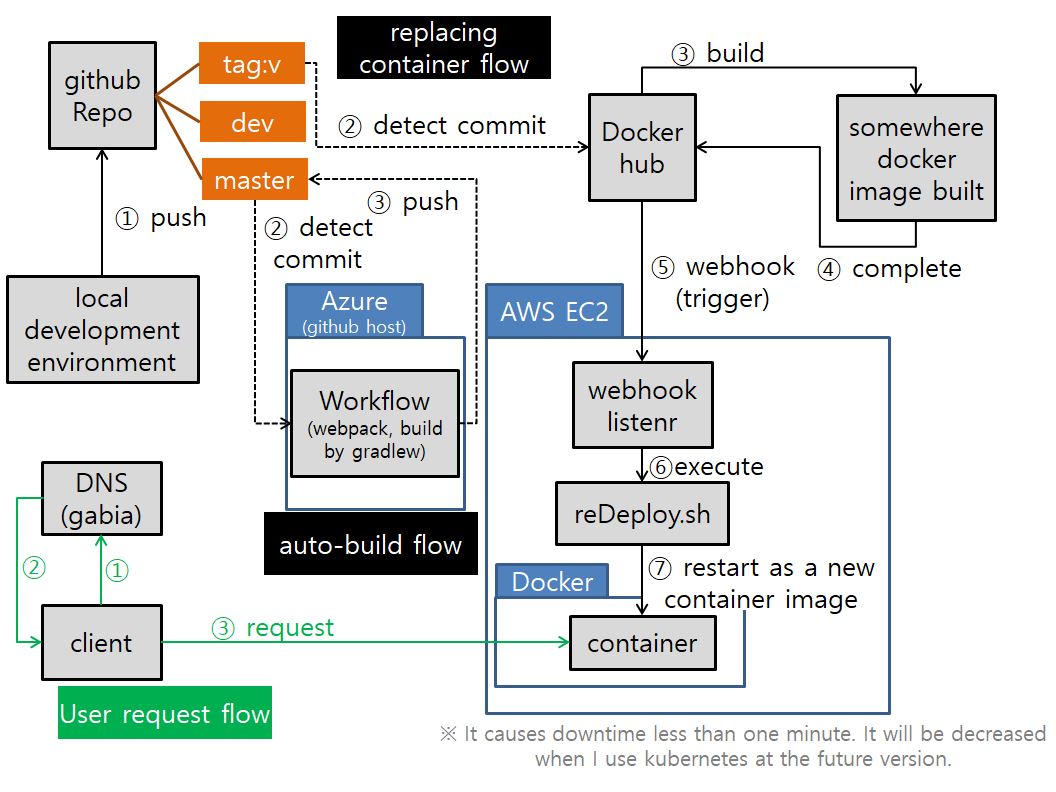 replacing
container flow
github
Repo
tag:v
dev
master
③ build
② detect commit
Docker
hub
somewhere
docker
image built
① push
③ push
② detect
commit
⑤ webhook
(trigger)
④ complete
local
development
environment
Azure
(github host)
AWS EC2
Workflow
(webpack, build
by gradlew)
webhook
listenr
⑥execute
DNS
(gabia)
reDeploy.sh
auto-build flow
②
①
⑦ restart as a new
container image
Docker
client
③ request
container
User request flow
※ It causes downtime less than one minute. It will be decreased
when I use kubernetes at the future version.